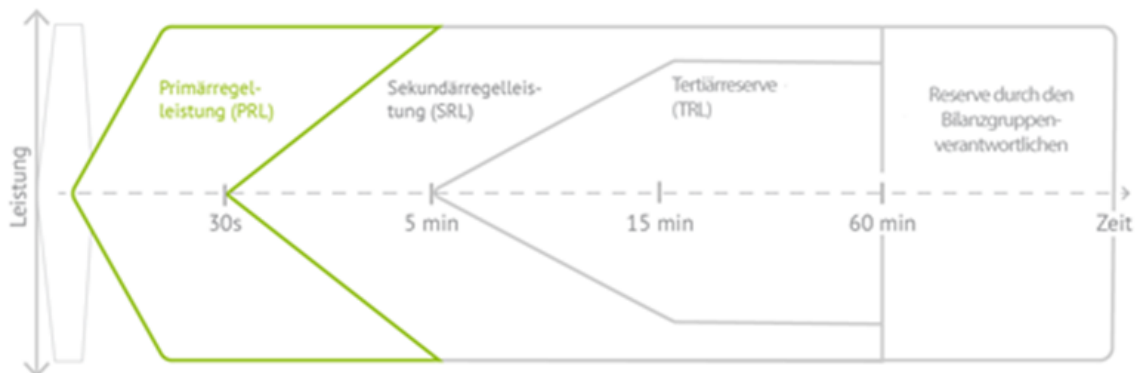 Leistung
Primärregel-
leistung (PRL)
Sekundärregelleis-
tung (SRL)
Tertiärreserve
(TRL)
Reserve durch den
Bilanzgruppen-
verantwortlichen
30s
5 min
15 min
60 min
Zeit